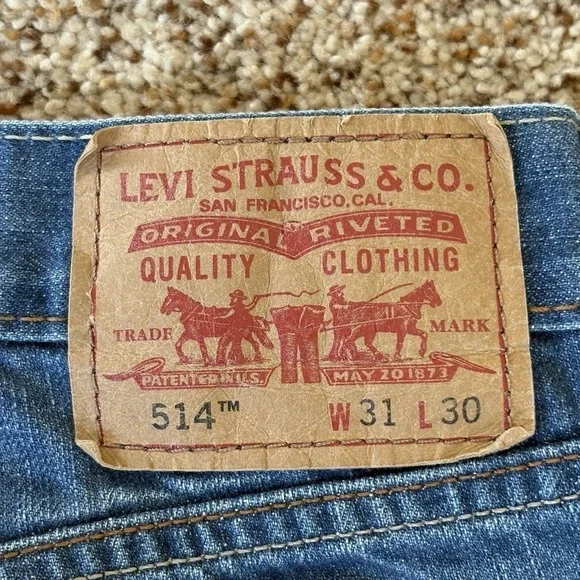 LEVI STRAUSS & CO.
SAN FRANCISCO, CAL.
ORIGINAL RIVETED
QUALITY CLOTHING
TRADE MARK
PATENTED IN U.S. MAY 20 1873
514™ W 31 L 30